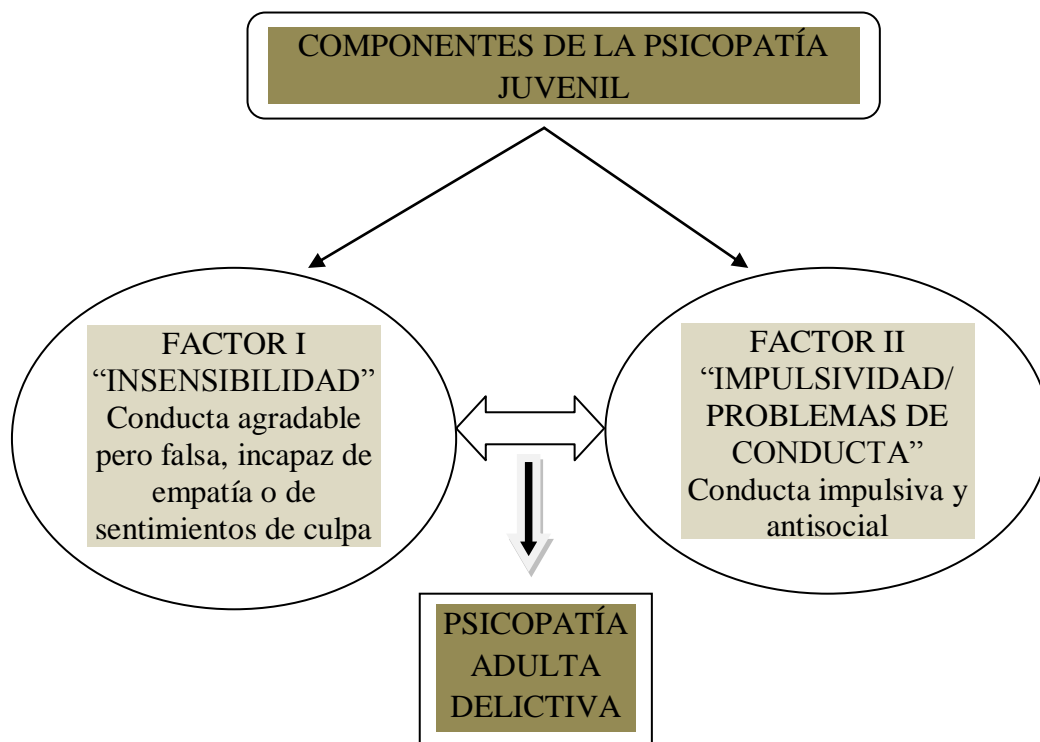 COMPONENTES DE LA PSICOPATÍA
JUVENIL
FACTOR I
“INSENSIBILIDAD”
Conducta agradable
pero falsa, incapaz de
empatía o de
sentimientos de culpa
FACTOR II
“IMPULSIVIDAD/
PROBLEMAS DE
CONDUCTA”
Conducta impulsiva y
antisocial
PSICOPATÍA
ADULTA
DELICTIVA